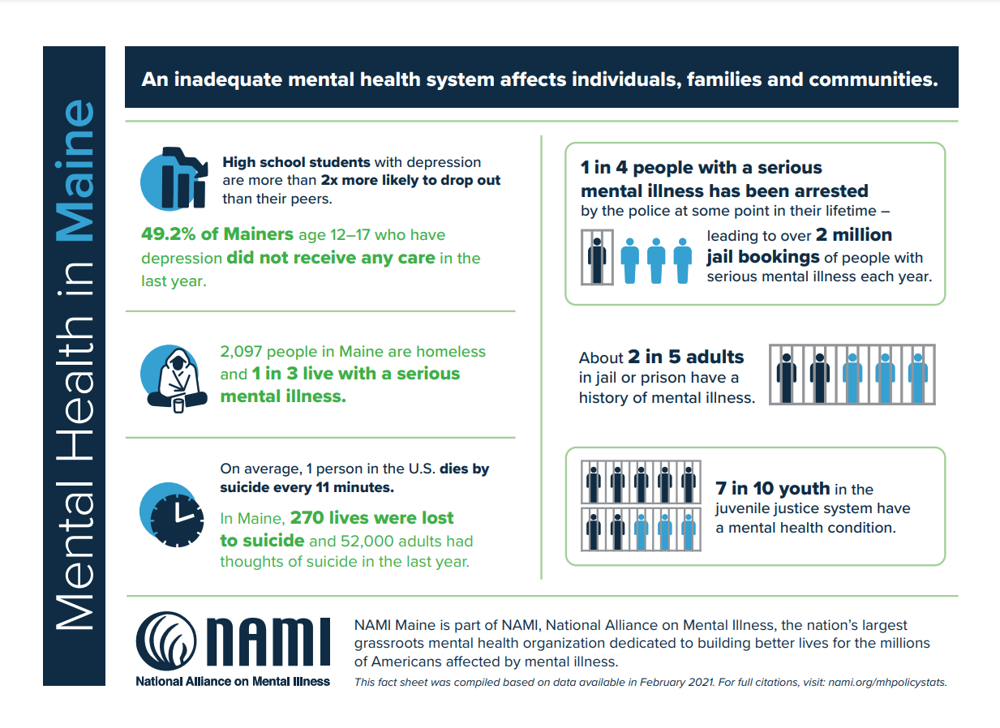 Mental Health in Maine
An inadequate mental health system affects individuals, families and communities.
High school students with depression
are more than 2x more likely to drop out
than their peers.
49.2% of Mainers age 12–17 who have
depression did not receive any care in the
last year.
2,097 people in Maine are homeless
and 1 in 3 live with a serious
mental illness.
On average, 1 person in the U.S. dies by
suicide every 11 minutes.
In Maine, 270 lives were lost
to suicide and 52,000 adults had
thoughts of suicide in the last year.
1 in 4 people with a serious
mental illness has been arrested
by the police at some point in their lifetime –
leading to over 2 million
jail bookings of people with
serious mental illness each year.
About 2 in 5 adults
in jail or prison have a
history of mental illness.
7 in 10 youth in the
juvenile justice system have
a mental health condition.
NAMI
National Alliance on Mental Illness
NAMI Maine is part of NAMI, National Alliance on Mental Illness, the nation's largest
grassroots mental health organization dedicated to building better lives for the millions
of Americans affected by mental illness.
This fact sheet was compiled based on data available in February 2021. For full citations, visit: nami.org/mhpolicystats.